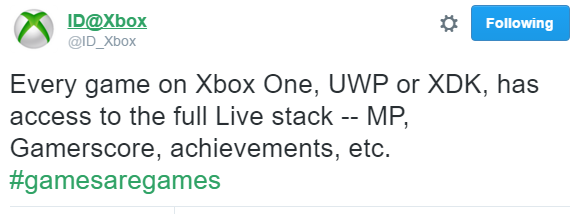 ID@Xbox
@ID_Xbox
Following
Every game on Xbox One, UWP or XDK, has
access to the full Live stack -- MP,
Gamerscore, achievements, etc.
#gamesaregames